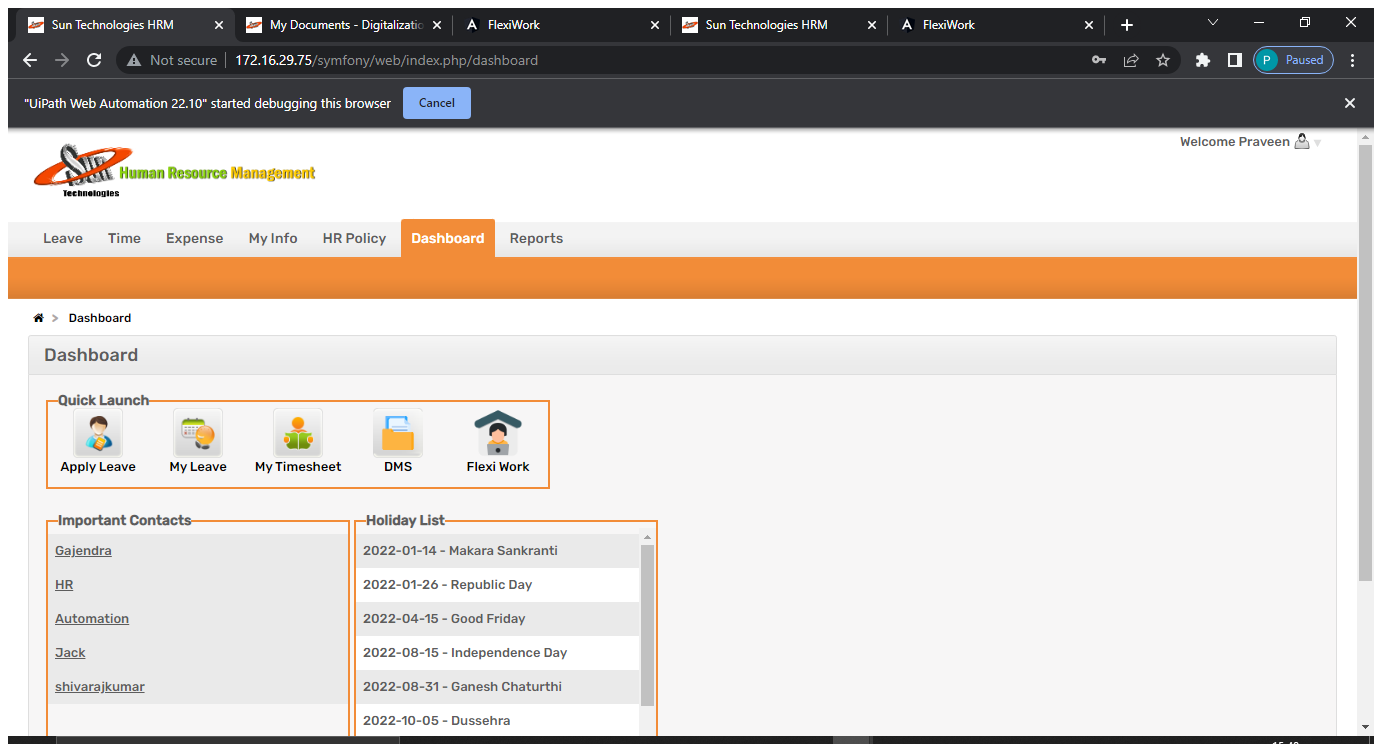 Sun Technologies HRM
My Documents - Digitalizatio
FlexiWork
Sun Technologies HRM
FlexiWork
Not secure 172.16.29.75/symfony/web/index.php/dashboard
P Paused
"UiPath Web Automation 22.10" started debugging this browser Cancel
Welcome Praveen
Sun
Human Resource Management
Technologies
Leave Time Expense My Info HR Policy Dashboard Reports
> Dashboard
Dashboard
Quick Launch
Apply Leave My Leave My Timesheet DMS Flexi Work
Important Contacts
Gajendra
HR
Automation
Jack
shivarajkumar
Holiday List
2022-01-14 - Makara Sankranti
2022-01-26 - Republic Day
2022-04-15 - Good Friday
2022-08-15 - Independence Day
2022-08-31 - Ganesh Chaturthi
2022-10-05 - Dussehra